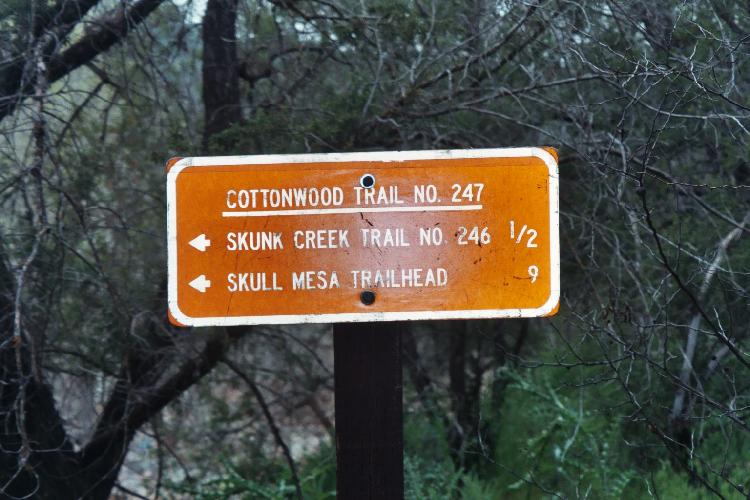 COTTONWOOD TRAIL NO. 247
SKUNK CREEK TRAIL NO. 246 1/2
SKULL MESA TRAILHEAD 9